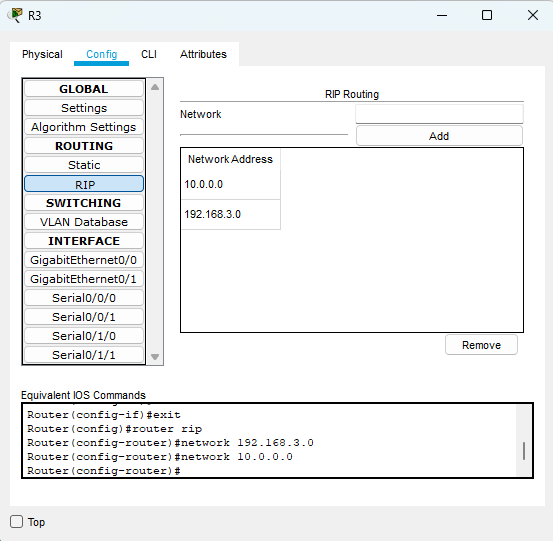 R3
Physical Config CLI Attributes
GLOBAL
Settings
Algorithm Settings
ROUTING
Static
RIP
SWITCHING
VLAN Database
INTERFACE
GigabitEthernet0/0
GigabitEthernet0/1
Serial0/0/0
Serial0/0/1
Serial0/1/0
Serial0/1/1
RIP Routing
Network
Add
Network Address
10.0.0.0
192.168.3.0
Remove
Equivalent IOS Commands
Router(config-if)#exit
Router(config)#router rip
Router(config-router)#network 192.168.3.0
Router(config-router)#network 10.0.0.0
Router(config-router)#
Top